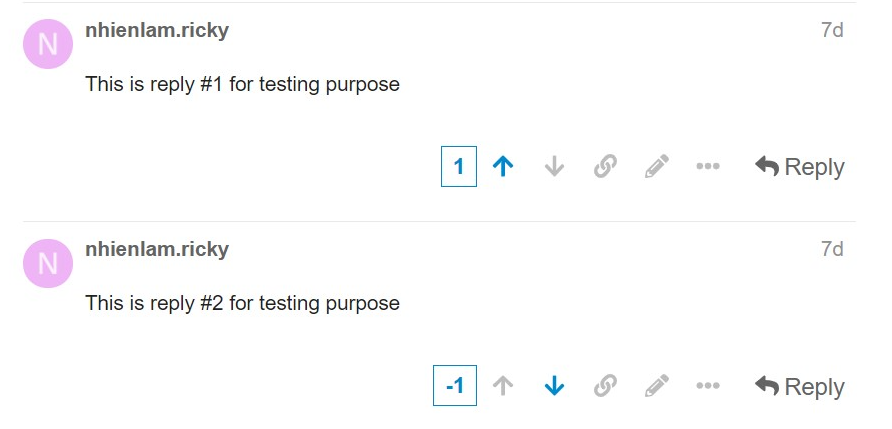 N nhienlam.ricky 7d
This is reply #1 for testing purpose
1 Reply
N nhienlam.ricky 7d
This is reply #2 for testing purpose
-1 Reply